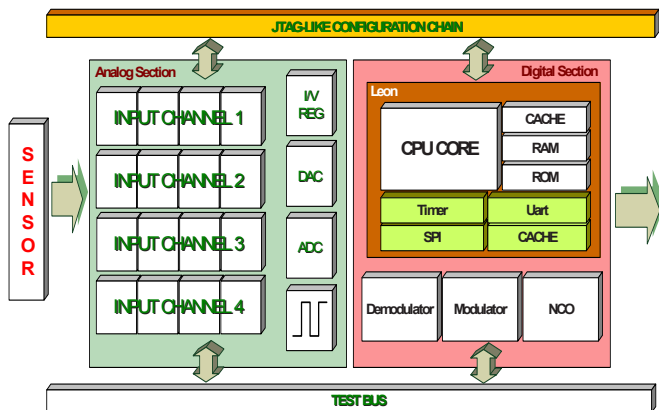 JTAG-LIKE CONFIGURATION CHAIN
Analog Section
Digital Section
SENSOR
INPUT CHANNEL 1
INPUT CHANNEL 2
INPUT CHANNEL 3
INPUT CHANNEL 4
I/V
REG
DAC
ADC
Leon
CPU CORE
CACHE
RAM
ROM
Timer
Uart
SPI
CACHE
Demodulator
Modulator
NCO
TEST BUS